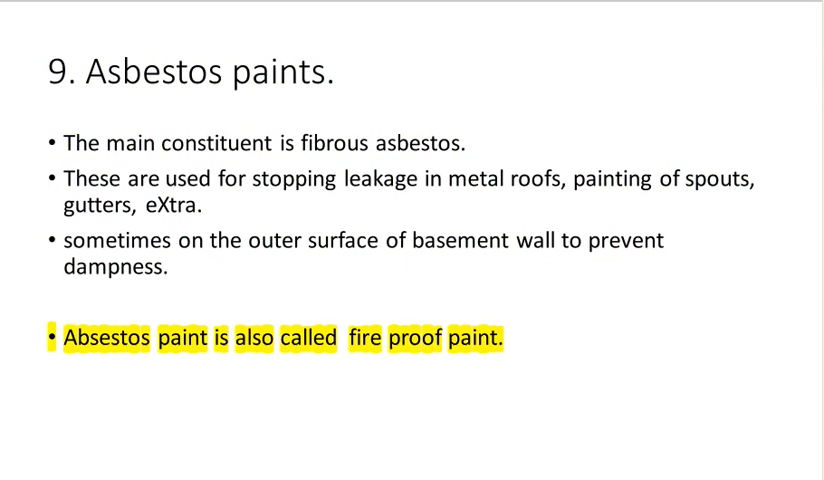 9. Asbestos paints.
• The main constituent is fibrous asbestos.
• These are used for stopping leakage in metal roofs, painting of spouts,
gutters, eXtra.
• sometimes on the outer surface of basement wall to prevent
dampness.
• Absestos paint is also called fire proof paint.